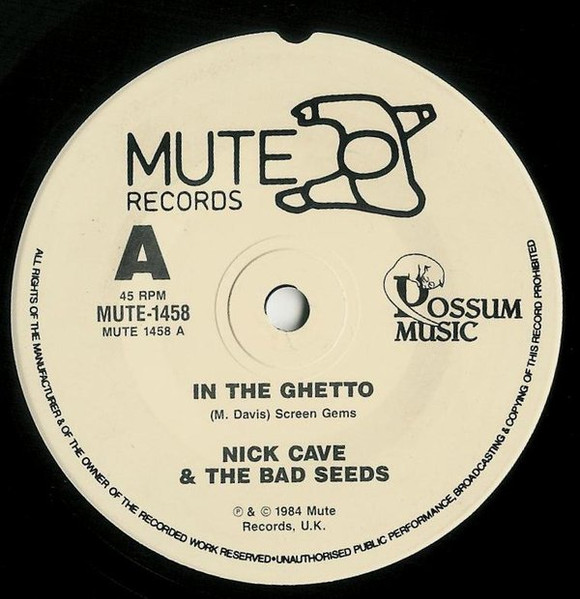 MUTE
RECORDS
A
45 RPM
MUTE-1458
MUTE 1458 A
POSSUM
MUSIC
IN THE GHETTO
(M. Davis) Screen Gems
NICK CAVE
& THE BAD SEEDS
℗ & © 1984 Mute
Records, U.K.
ALL RIGHTS OF THE MANUFACTURER & OF THE OWNER OF THE RECORDED WORK RESERVED•UNAUTHORISED PUBLIC PERFORMANCE, BROADCASTING & COPYING OF THIS RECORD PROHIBITED